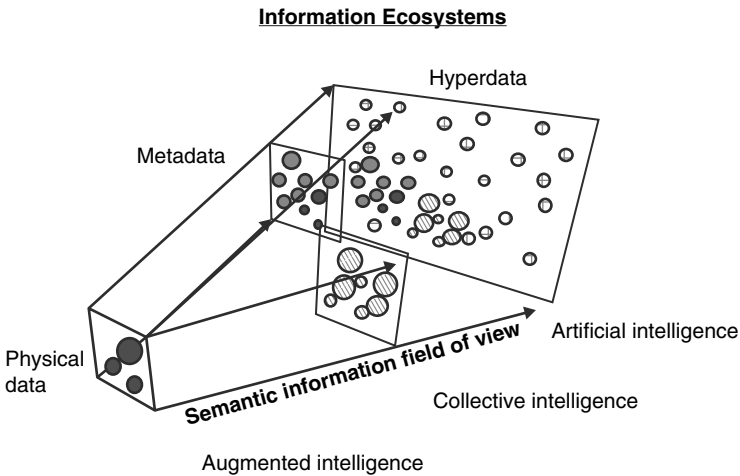 Information Ecosystems
Hyperdata
Metadata
Physical
data
Semantic information field of view
Artificial intelligence
Collective intelligence
Augmented intelligence